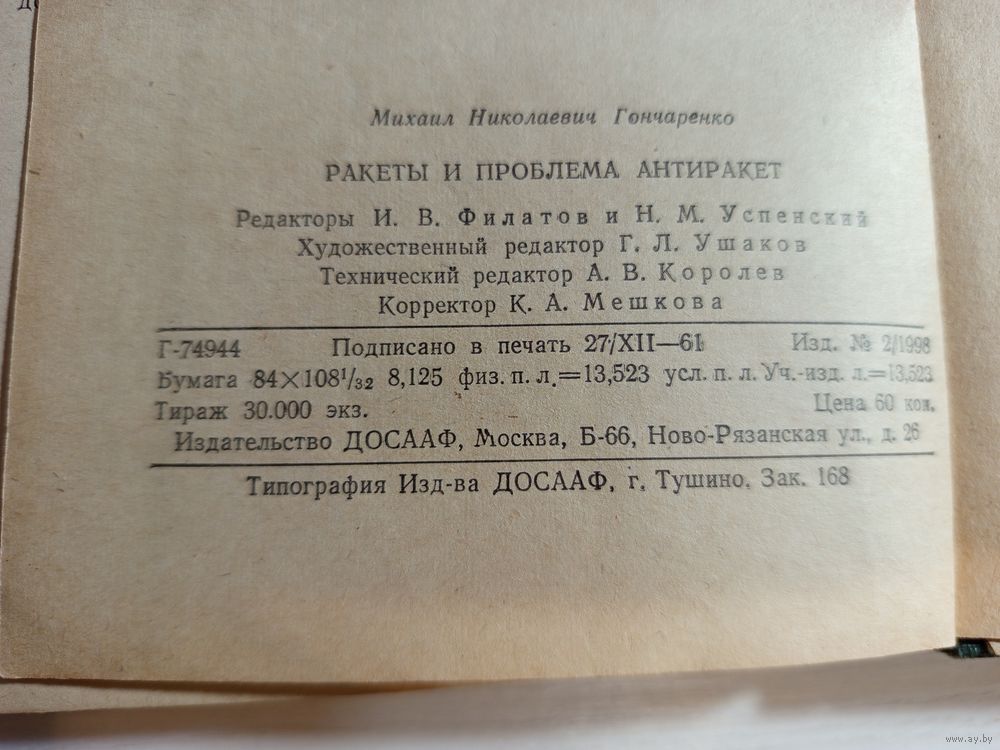 Михаил Николаевич Гончаренко
РАКЕТЫ И ПРОБЛЕМА АНТИРАКЕТ
Редакторы И. В. Филатов и Н. М. Успенский
Художественный редактор Г. Л. Ушаков
Технический редактор А. В. Королев
Корректор К. А. Мешкова
Г-74944 Подписано в печать 27/XII—61 Изд. № 2/1998
Бумага 84×108¹/₃₂ 8,125 физ. п. л.=13,523 усл. п. л. Уч.-изд. л.=13,523
Тираж 30.000 экз. Цена 60 коп.
Издательство ДОСААФ, Москва, Б-66, Ново-Рязанская ул., д. 26
Типография Изд-ва ДОСААФ, г. Тушино. Зак. 168
www.ay.by